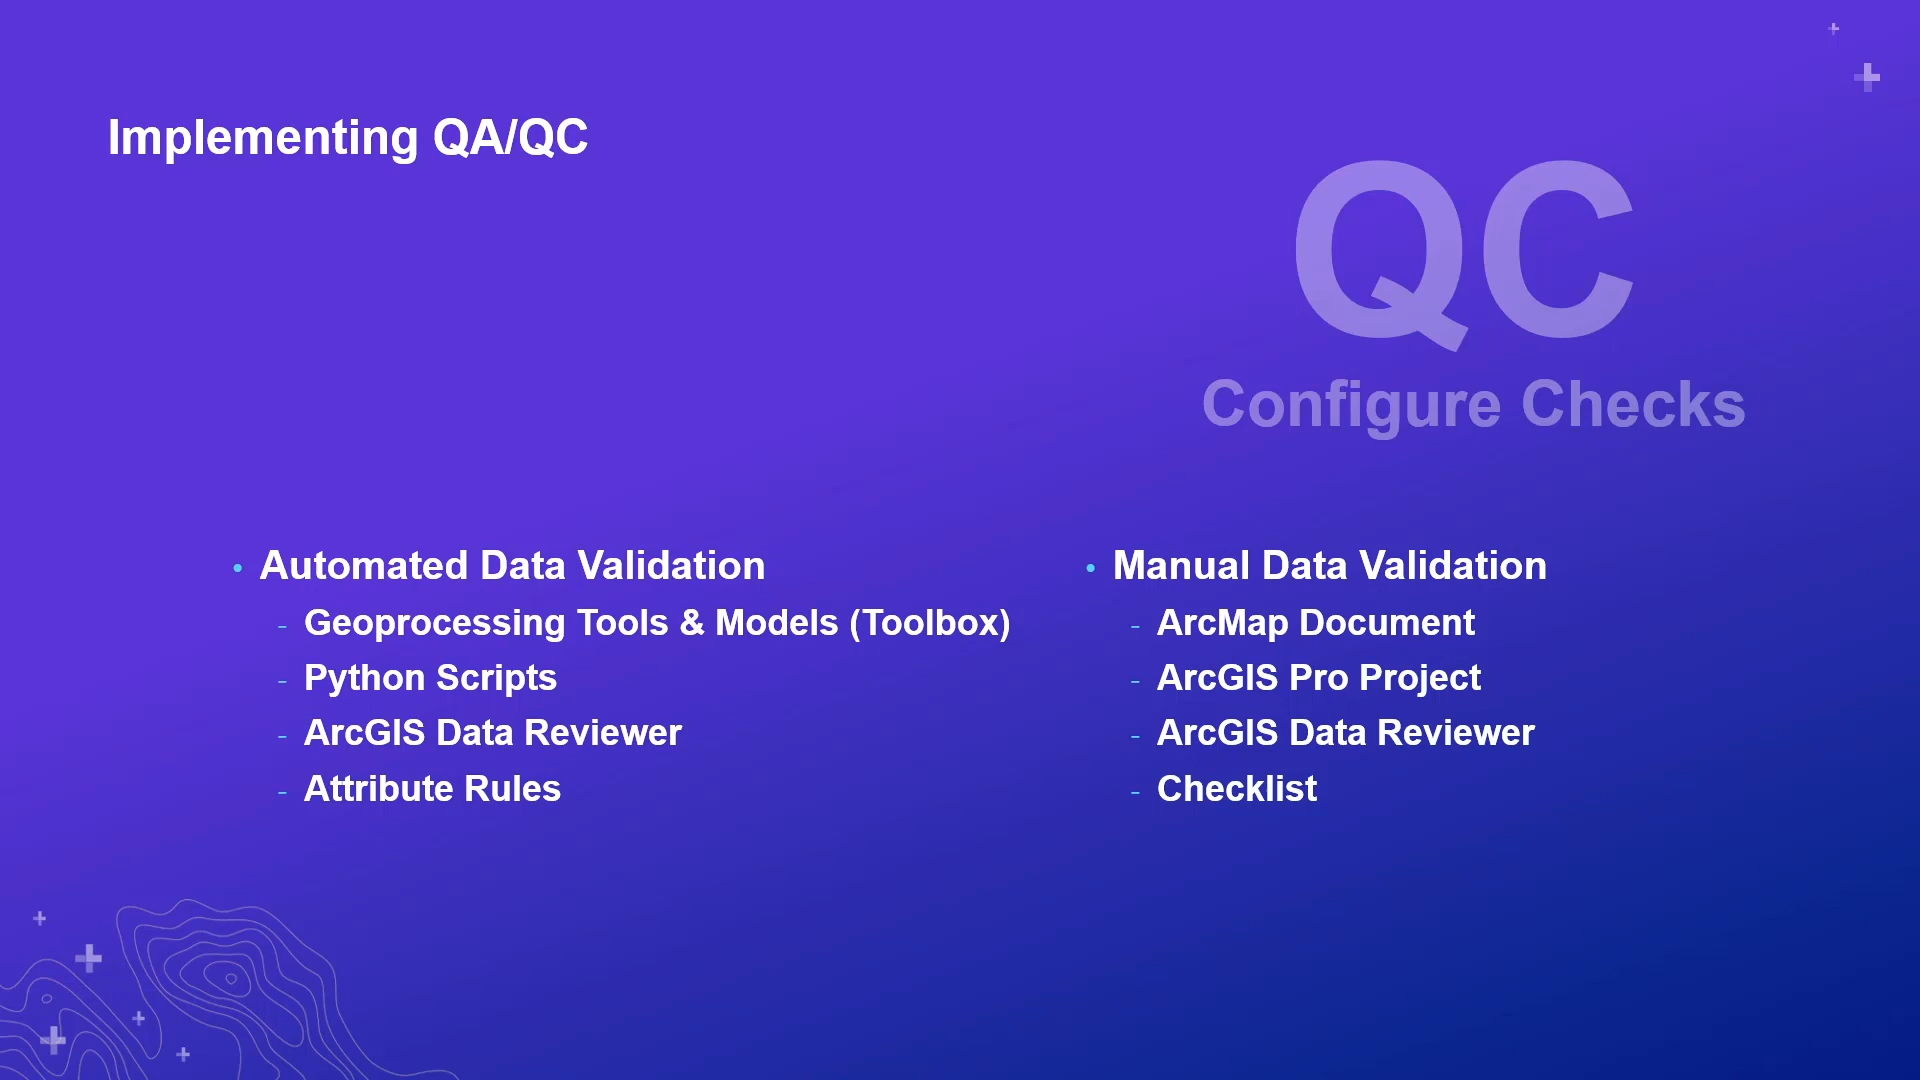 Implementing QA/QC
QC
Configure Checks
• Automated Data Validation
- Geoprocessing Tools & Models (Toolbox)
- Python Scripts
- ArcGIS Data Reviewer
- Attribute Rules
• Manual Data Validation
- ArcMap Document
- ArcGIS Pro Project
- ArcGIS Data Reviewer
- Checklist